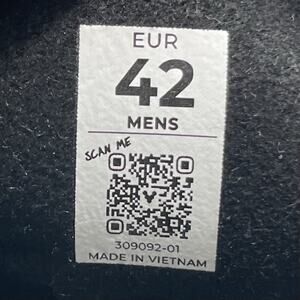 EUR
42
MENS
SCAN ME
309092-01
MADE IN VIETNAM